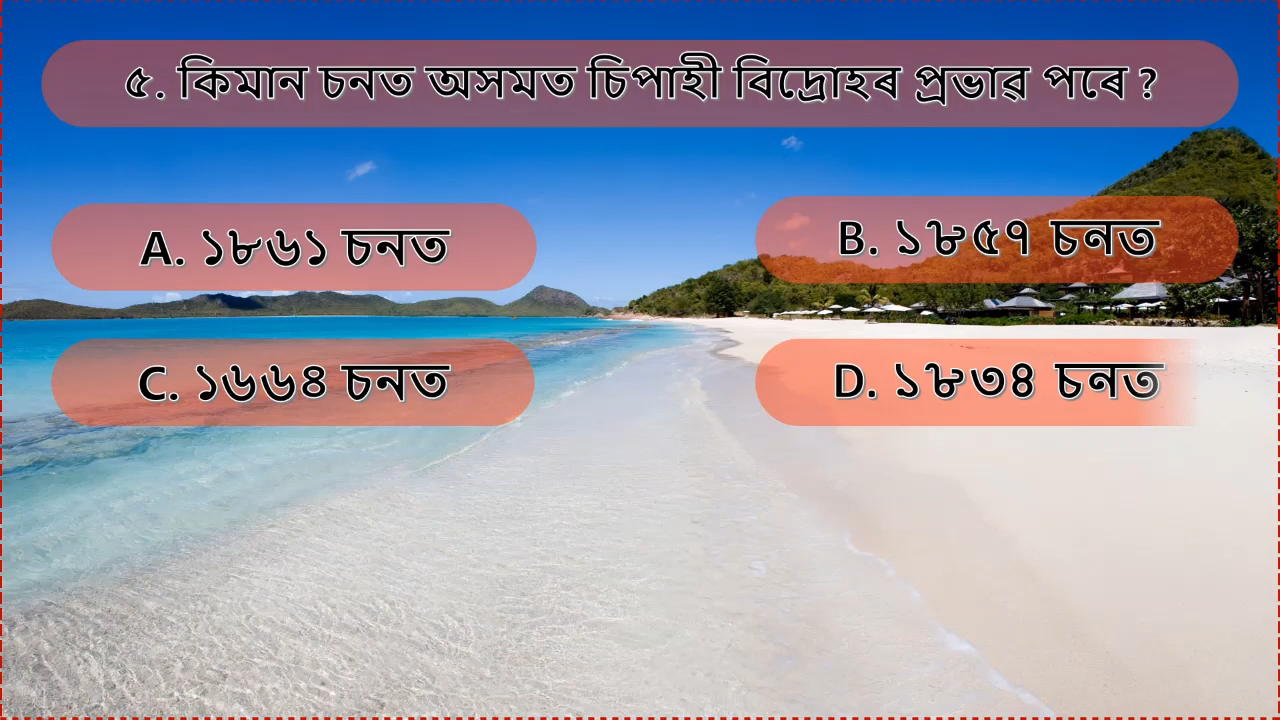 ৫. কিমান চনত অসমত চিপাহী বিদ্ৰোহৰ প্ৰভাৱ পৰে ?
A. ১৮৬১ চনত
B. ১৮৫৭ চনত
C. ১৬৬৪ চনত
D. ১৮৩৪ চনত